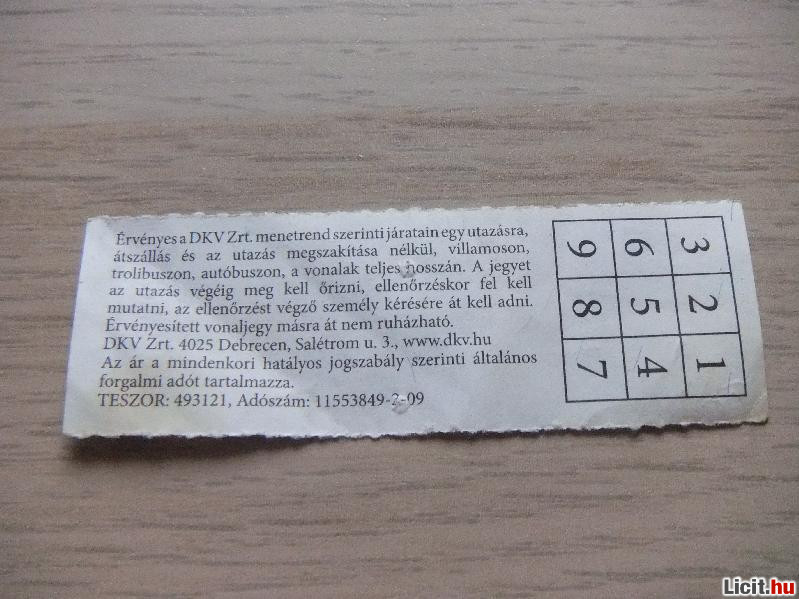 Érvényes a DKV Zrt. menetrend szerinti járatain egy utazásra,
átszállás és az utazás megszakítása nélkül, villamoson,
trolibuszon, autóbuszon, a vonalak teljes hosszán. A jegyet
az utazás végéig meg kell őrizni, ellenőrzéskor fel kell
mutatni, az ellenőrzést végző személy kérésére át kell adni.
Érvényesített vonaljegy másra át nem ruházható.
DKV Zrt. 4025 Debrecen, Salétrom u. 3., www.dkv.hu
Az ár a mindenkori hatályos jogszabály szerinti általános
forgalmi adót tartalmazza.
TESZOR: 493121, Adószám: 11553849-2-09
9 6 3
8 5 2
7 4 1
Licit.hu